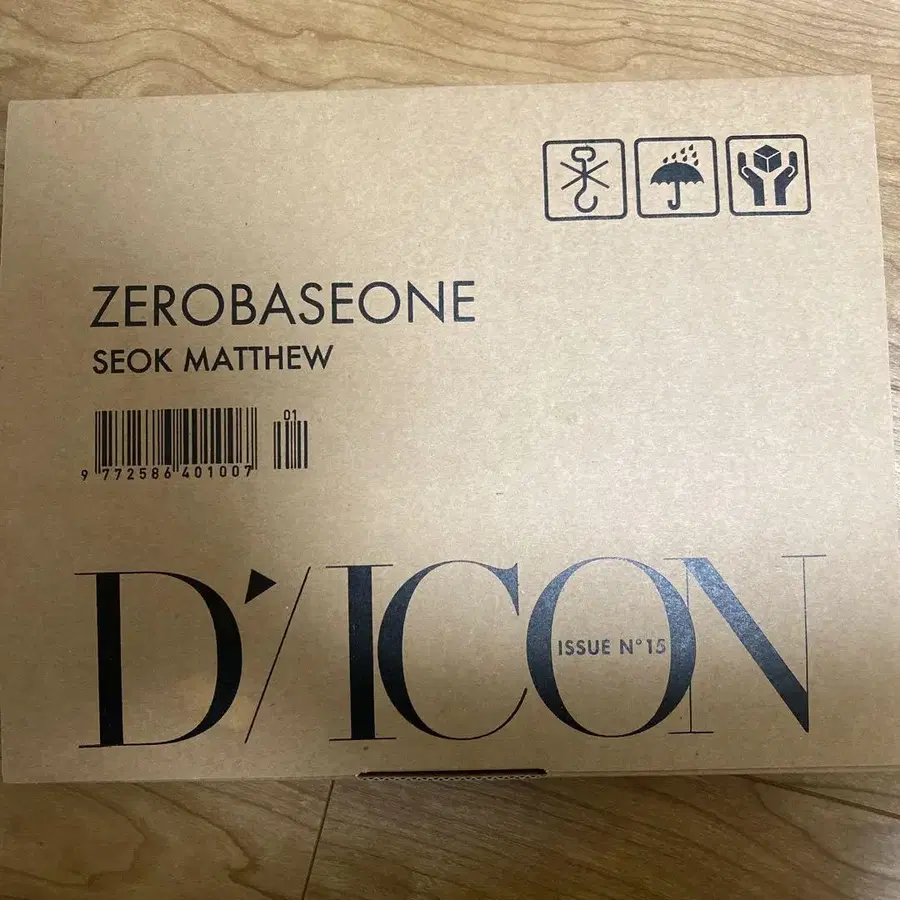 ZEROBASEONE
SEOK MATTHEW
01
9 772586 401007
D'/ICON
ISSUE N°15